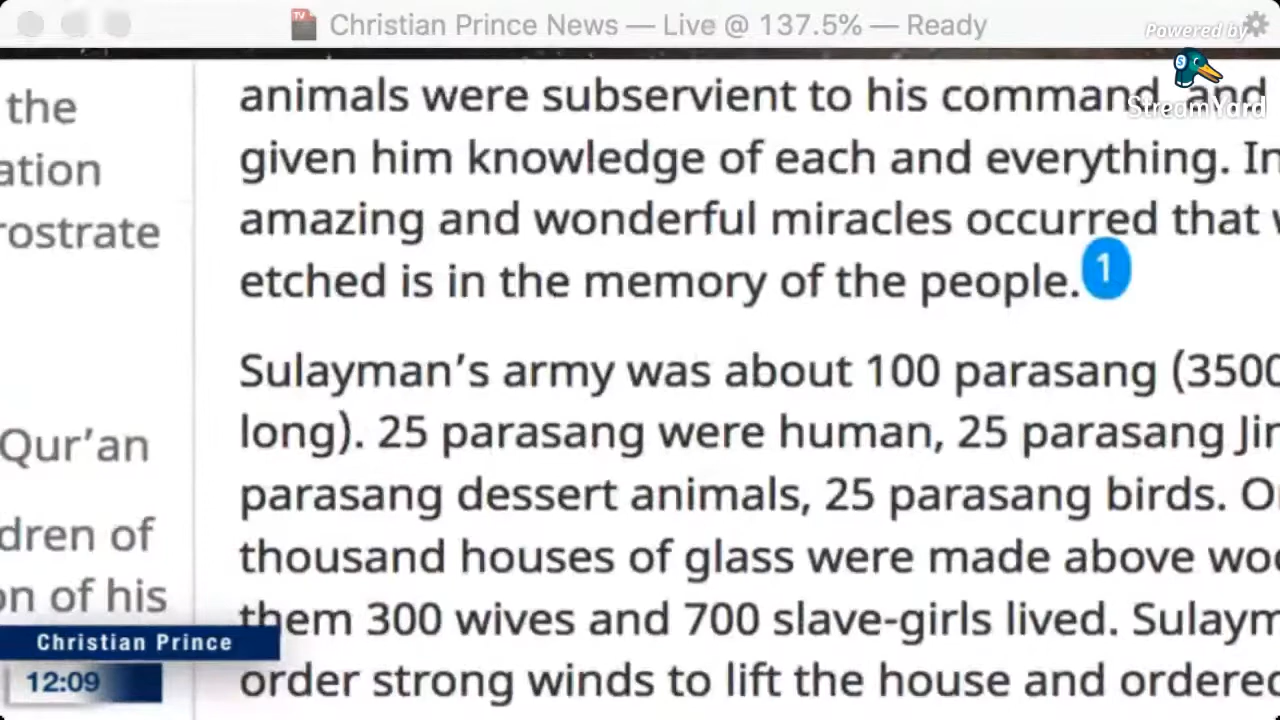 Christian Prince News — Live @ 137.5% — Ready
Powered by
StreamYard
the
ation
rostrate
Qur’an
dren of
on of his
animals were subservient to his command, and
given him knowledge of each and everything. In
amazing and wonderful miracles occurred that
etched is in the memory of the people.1
Sulayman’s army was about 100 parasang (3500
long). 25 parasang were human, 25 parasang Jin
parasang dessert animals, 25 parasang birds. On
thousand houses of glass were made above woo
them 300 wives and 700 slave-girls lived. Sulaym
order strong winds to lift the house and ordered
Christian Prince
12:09